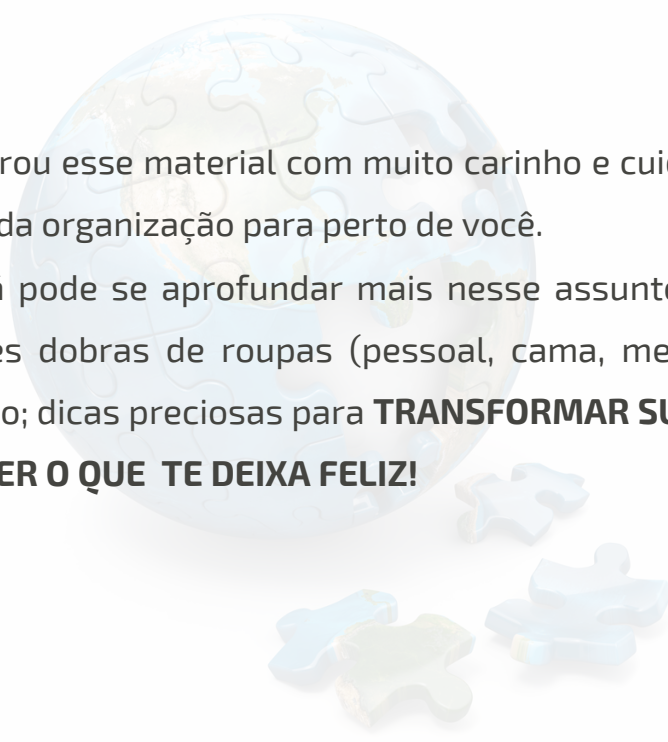 rou esse material com muito carinho e cui
da organização para perto de você.
pode se aprofundar mais nesse assunto
es dobras de roupas (pessoal, cama, me
o; dicas preciosas para TRANSFORMAR SU
ER O QUE TE DEIXA FELIZ!